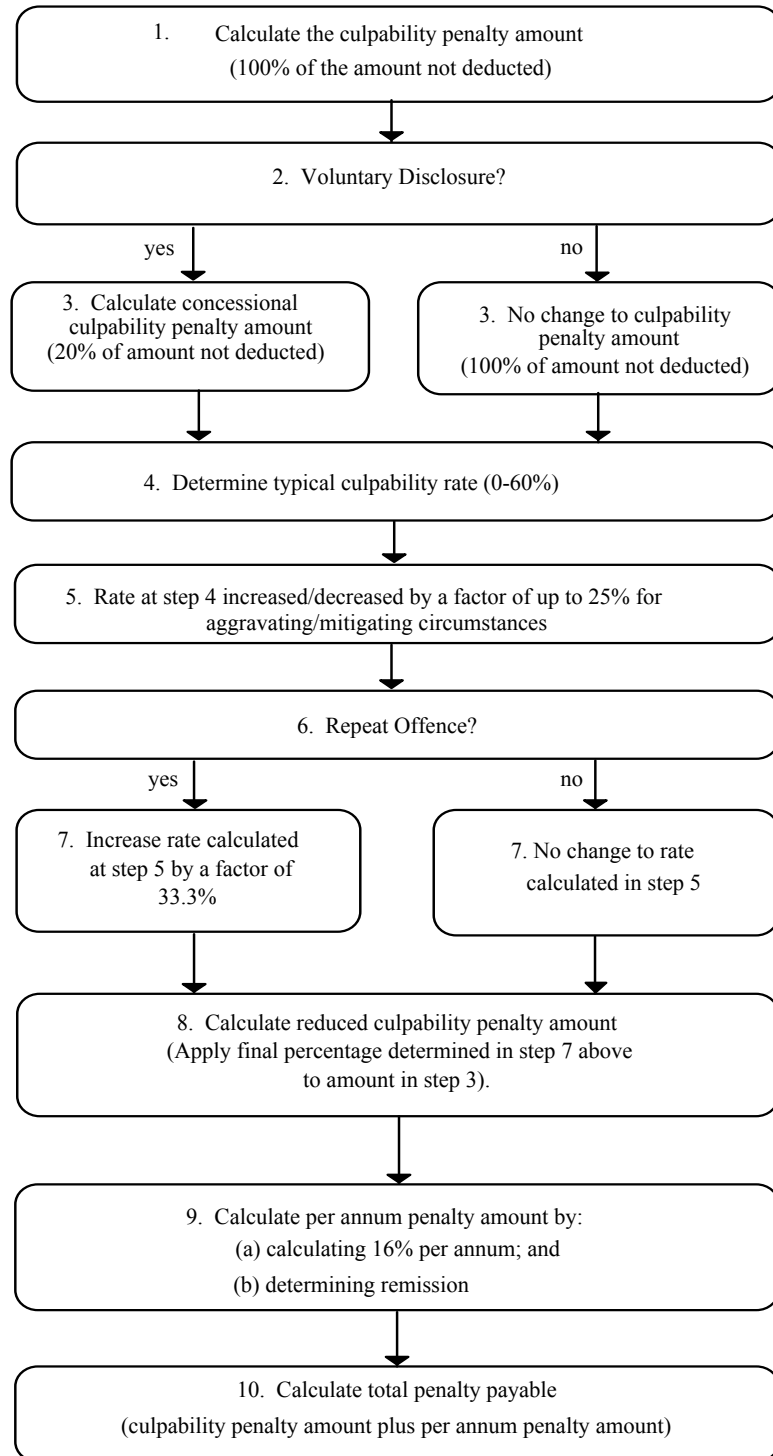 1. Calculate the culpability penalty amount
(100% of the amount not deducted)
2. Voluntary Disclosure?
yes
no
3. Calculate concessional
culpability penalty amount
(20% of amount not deducted)
3. No change to culpability
penalty amount
(100% of amount not deducted)
4. Determine typical culpability rate (0-60%)
5. Rate at step 4 increased/decreased by a factor of up to 25% for
aggravating/mitigating circumstances
6. Repeat Offence?
yes
no
7. Increase rate calculated
at step 5 by a factor of
33.3%
7. No change to rate
calculated in step 5
8. Calculate reduced culpability penalty amount
(Apply final percentage determined in step 7 above
to amount in step 3).
9. Calculate per annum penalty amount by:
(a) calculating 16% per annum; and
(b) determining remission
10. Calculate total penalty payable
(culpability penalty amount plus per annum penalty amount)